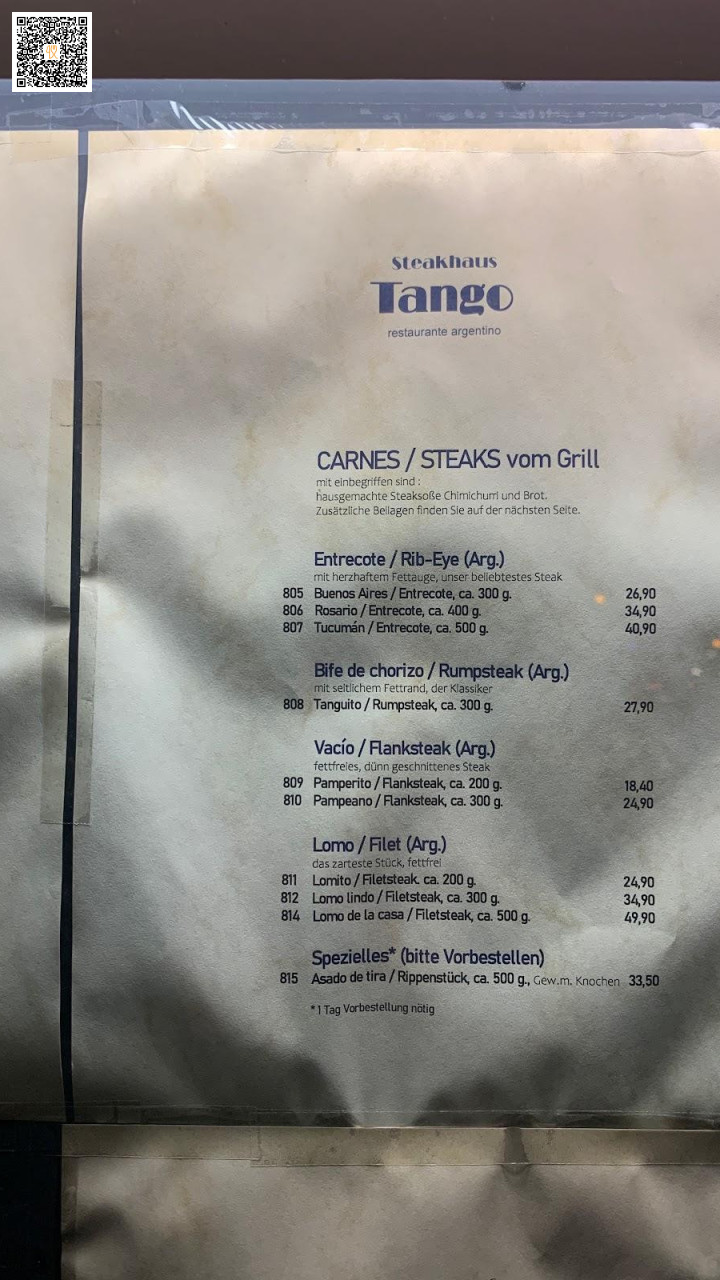 Steakhaus
Tango
restaurante argentino
CARNES / STEAKS vom Grill
mit einbegriffen sind :
hausgemachte Steaksoße Chimichurri und Brot.
Zusätzliche Beilagen finden Sie auf der nächsten Seite.
Entrecote / Rib-Eye (Arg.)
mit herzhaftem Fettauge, unser beliebtestes Steak
805 Buenos Aires / Entrecote, ca. 300 g. 26,90
806 Rosario / Entrecote, ca. 400 g. 34,90
807 Tucumán / Entrecote, ca. 500 g. 40,90
Bife de chorizo / Rumpsteak (Arg.)
mit seitlichem Fettrand, der Klassiker
808 Tanguito / Rumpsteak, ca. 300 g. 27,90
Vacío / Flanksteak (Arg.)
fettfreies, dünn geschnittenes Steak
809 Pamperito / Flanksteak, ca. 200 g. 18,40
810 Pampeano / Flanksteak, ca. 300 g. 24,90
Lomo / Filet (Arg.)
das zarteste Stück, fettfrei
811 Lomito / Filetsteak. ca. 200 g. 24,90
812 Lomo lindo / Filetsteak, ca. 300 g. 34,90
814 Lomo de la casa / Filetsteak, ca. 500 g. 49,90
Spezielles* (bitte Vorbestellen)
815 Asado de tira / Rippenstück, ca. 500 g., Gew.m. Knochen 33,50
*1 Tag Vorbestellung nötig